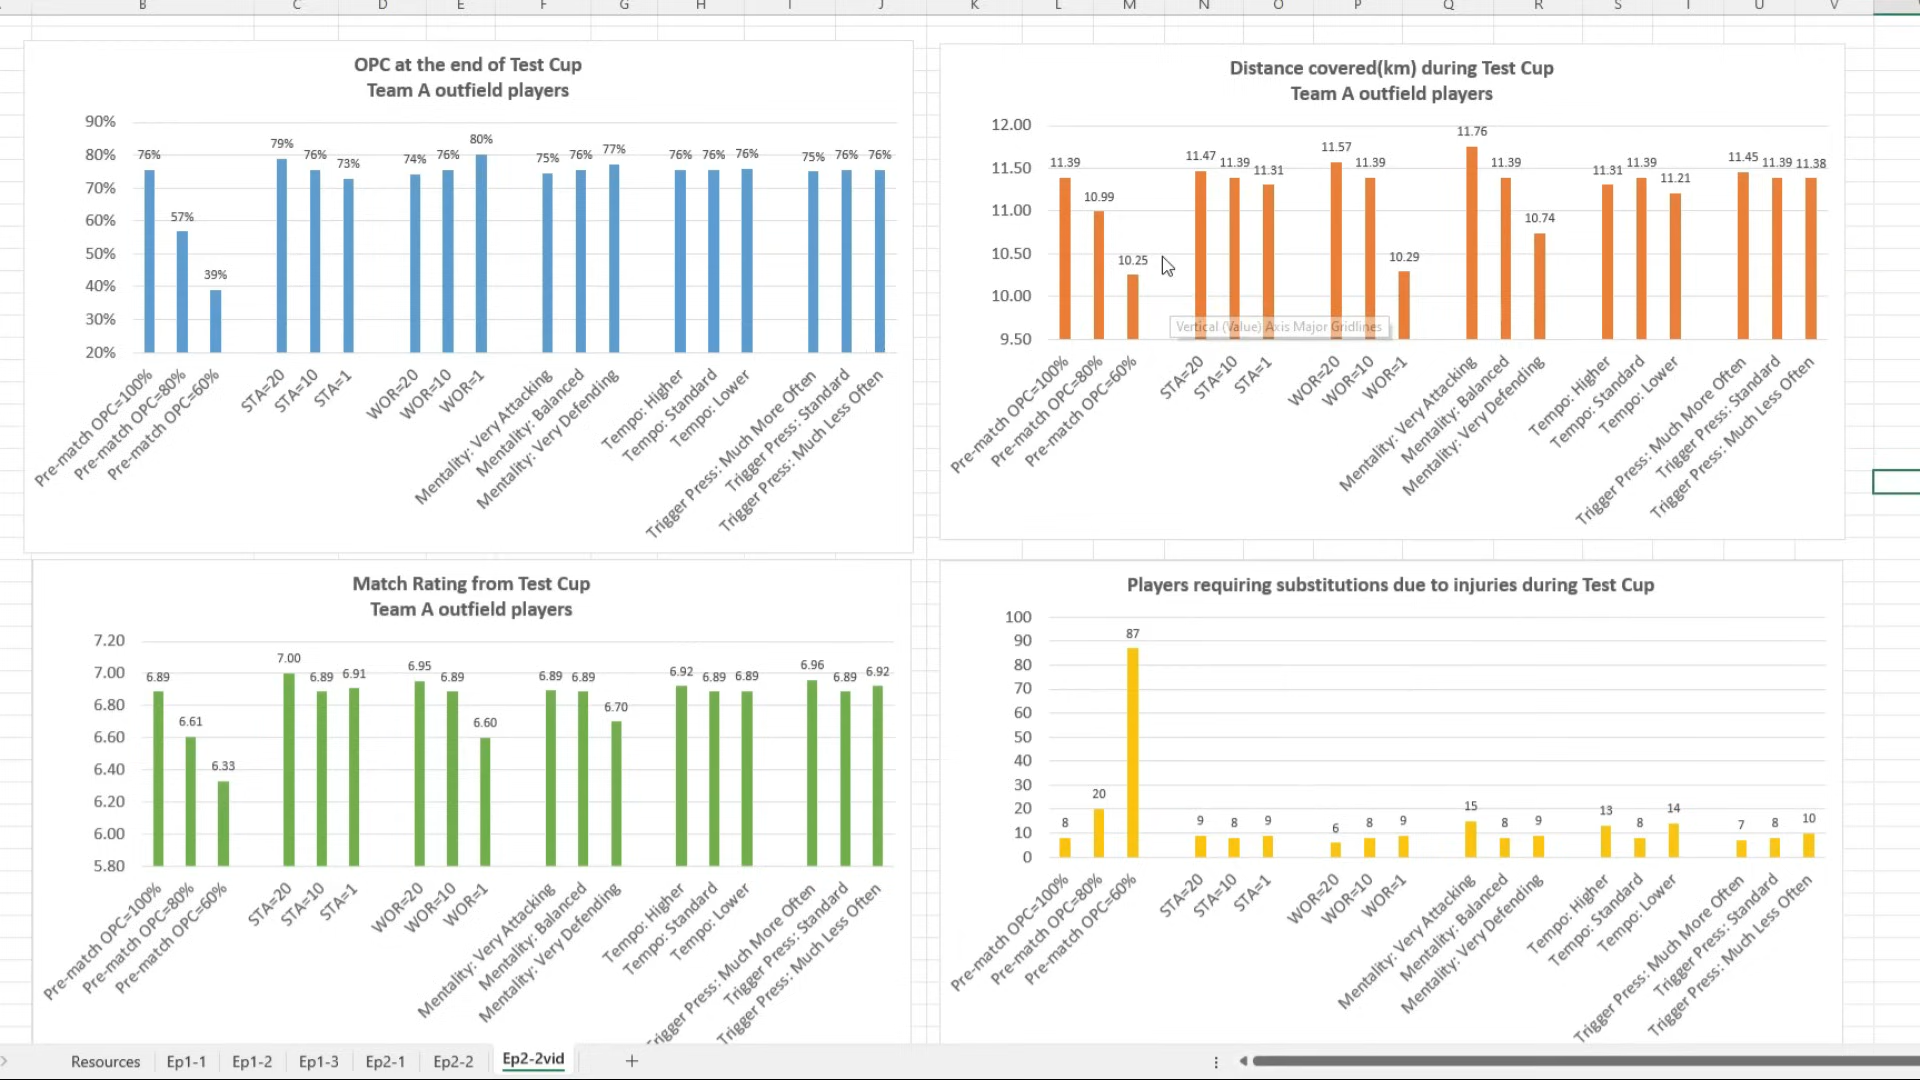 B C D E F G H I J K L M N O P Q R S T U V
OPC at the end of Test Cup
Team A outfield players
90%
80%
70%
60%
50%
40%
30%
20%
76%
57%
39%
79%
76%
73%
74%
76%
80%
75%
76%
77%
76%
76%
76%
75%
76%
76%
Pre-match OPC=100%
Pre-match OPC=80%
Pre-match OPC=60%
STA=20
STA=10
STA=1
WOR=20
WOR=10
WOR=1
Mentality: Very Attacking
Mentality: Balanced
Mentality: Very Defending
Tempo: Higher
Tempo: Standard
Tempo: Lower
Trigger Press: Much More Often
Trigger Press: Standard
Trigger Press: Much Less Often
Distance covered(km) during Test Cup
Team A outfield players
12.00
11.50
11.00
10.50
10.00
9.50
11.39
10.99
10.25
11.47
11.39
11.31
11.57
11.39
10.29
11.76
11.39
10.74
11.31
11.39
11.21
11.45
11.39
11.38
Vertical (Value) Axis Major Gridlines
Pre-match OPC=100%
Pre-match OPC=80%
Pre-match OPC=60%
STA=20
STA=10
STA=1
WOR=20
WOR=10
WOR=1
Mentality: Very Attacking
Mentality: Balanced
Mentality: Very Defending
Tempo: Higher
Tempo: Standard
Tempo: Lower
Trigger Press: Much More Often
Trigger Press: Standard
Trigger Press: Much Less Often
Match Rating from Test Cup
Team A outfield players
7.20
7.00
6.80
6.60
6.40
6.20
6.00
5.80
6.89
6.61
6.33
7.00
6.89
6.91
6.95
6.89
6.60
6.89
6.89
6.70
6.92
6.89
6.89
6.96
6.89
6.92
Pre-match OPC=100%
Pre-match OPC=80%
Pre-match OPC=60%
STA=20
STA=10
STA=1
WOR=20
WOR=10
WOR=1
Mentality: Very Attacking
Mentality: Balanced
Mentality: Very Defending
Tempo: Higher
Tempo: Standard
Tempo: Lower
Trigger Press: Much More Often
Trigger Press: Standard
Trigger Press: Much Less Often
Players requiring substitutions due to injuries during Test Cup
100
90
80
70
60
50
40
30
20
10
0
8
20
87
9
8
9
6
8
9
15
8
9
13
8
14
7
8
10
Pre-match OPC=100%
Pre-match OPC=80%
Pre-match OPC=60%
STA=20
STA=10
STA=1
WOR=20
WOR=10
WOR=1
Mentality: Very Attacking
Mentality: Balanced
Mentality: Very Defending
Tempo: Higher
Tempo: Standard
Tempo: Lower
Trigger Press: Much More Often
Trigger Press: Standard
Trigger Press: Much Less Often
Resources Ep1-1 Ep1-2 Ep1-3 Ep2-1 Ep2-2 Ep2-2vid